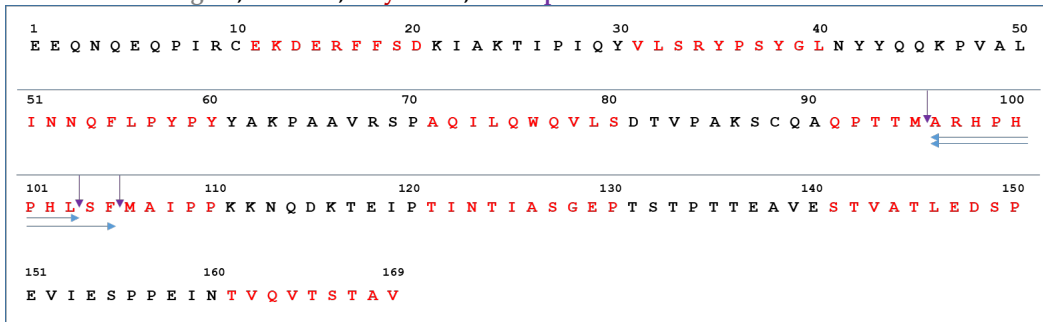 1 10 20 30 40 50
E E Q N Q E Q P I R C E K D E R F F S D K I A K T I P I Q Y V L S R Y P S Y G L N Y Y Q Q K P V A L
51 60 70 80 90 100
I N N Q F L P Y P Y Y A K P A A V R S P A Q I L Q W Q V L S D T V P A K S C Q A Q P T T M A R H P H
101 110 120 130 140 150
P H L S F M A I P P K K N Q D K T E I P T I N T I A S G E P T S T P T T E A V E S T V A T L E D S P
151 160 169
E V I E S P P E I N T V Q V T S T A V